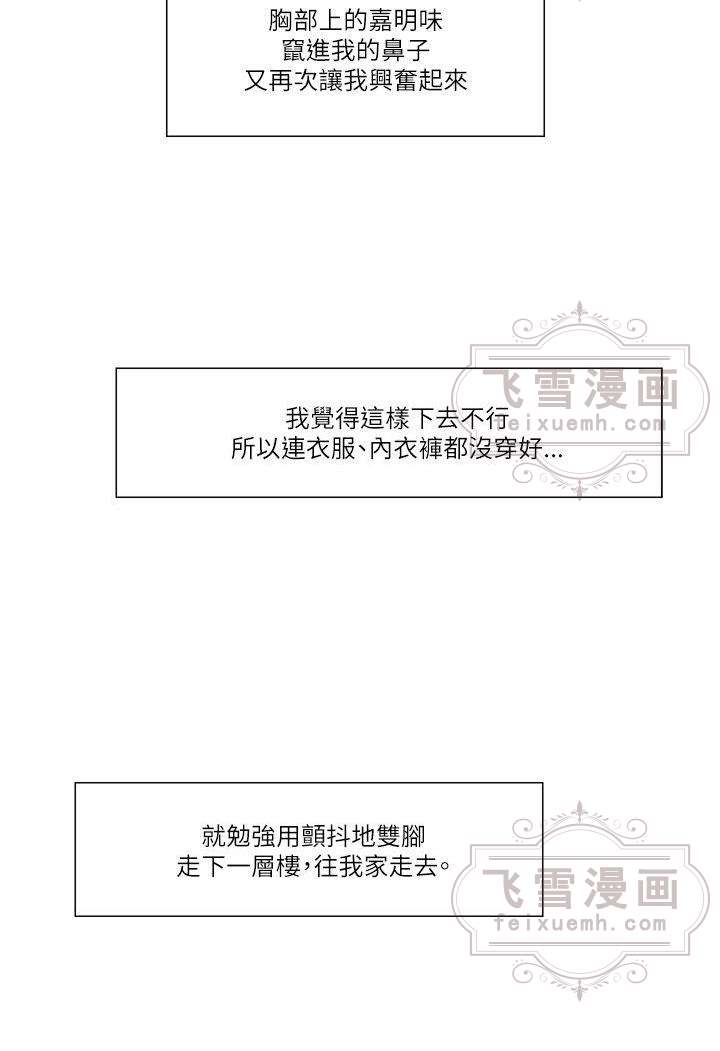 胸部上的嘉明味
竄進我的鼻子
又再次讓我興奮起來
飞雪漫画
feixuemh.com
我覺得這樣下去不行
所以連衣服、內衣褲都沒穿好...
就勉強用顫抖地雙腳
走下一層樓，往我家走去。
飞雪漫画
feixuemh.com